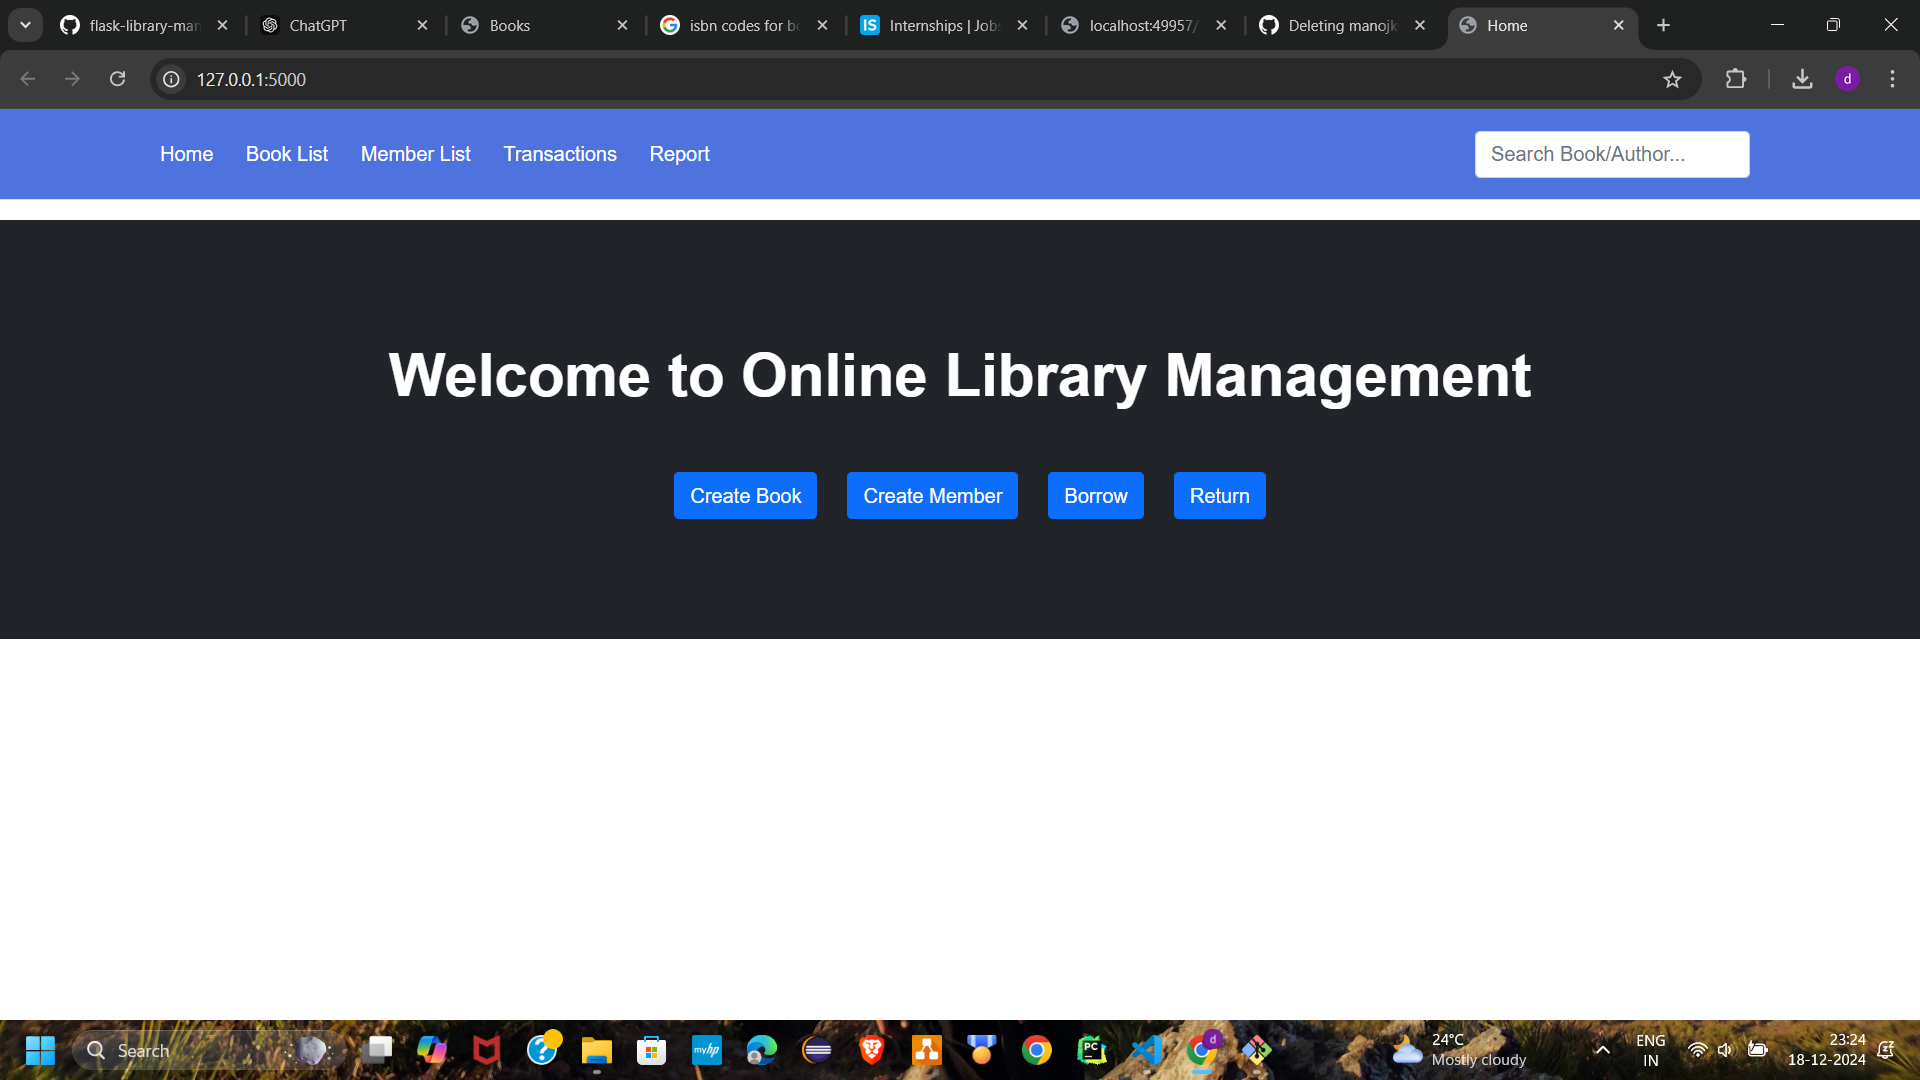 flask-library-man
ChatGPT
Books
isbn codes for bo
Internships | Jobs
localhost:49957/
Deleting manojk
Home
127.0.0.1:5000
d
Home
Book List
Member List
Transactions
Report
Search Book/Author...
Welcome to Online Library Management
Create Book
Create Member
Borrow
Return
Search
myhp
PC
d
24°C
Mostly cloudy
ENG
IN
23:24
18-12-2024